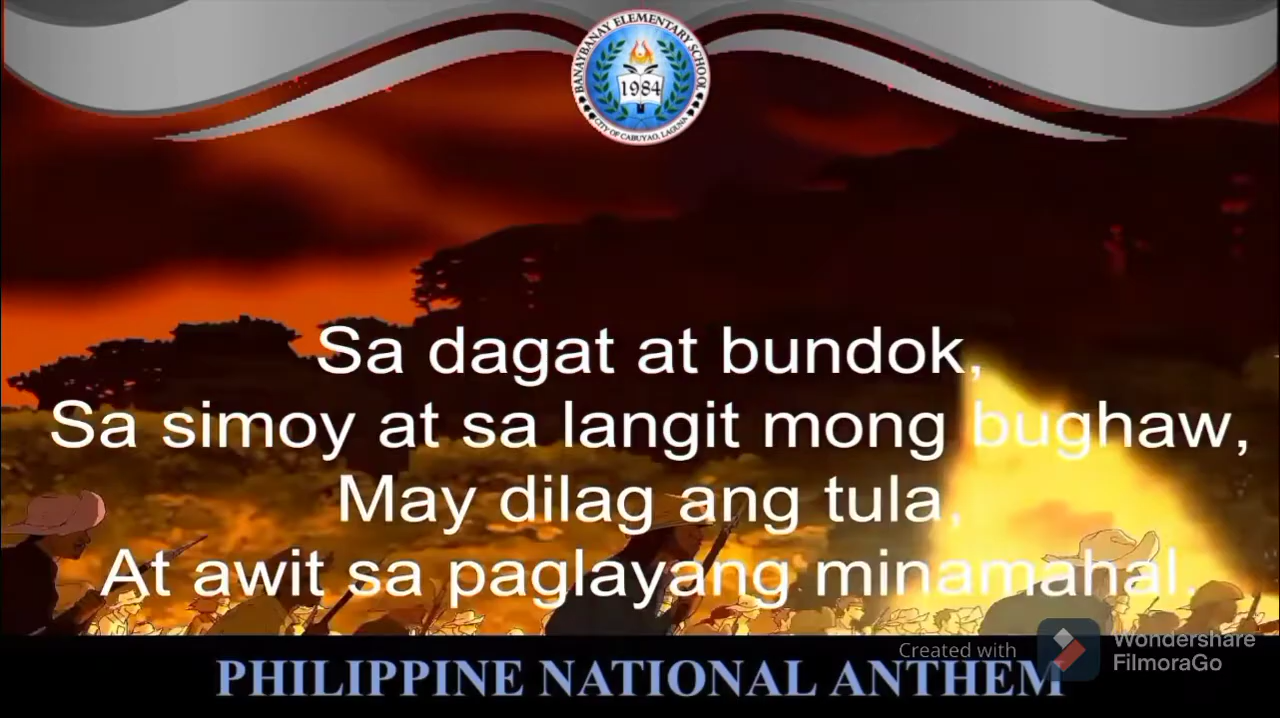 BANAYBANAY ELEMENTARY SCHOOL
1984
CITY OF CABUYAO, LAGUNA
Sa dagat at bundok,
Sa simoy at sa langit mong bughaw,
May dilag ang tula,
At awit sa paglayang minamahal.
Created with
Wondershare
FilmoraGo
PHILIPPINE NATIONAL ANTHEM